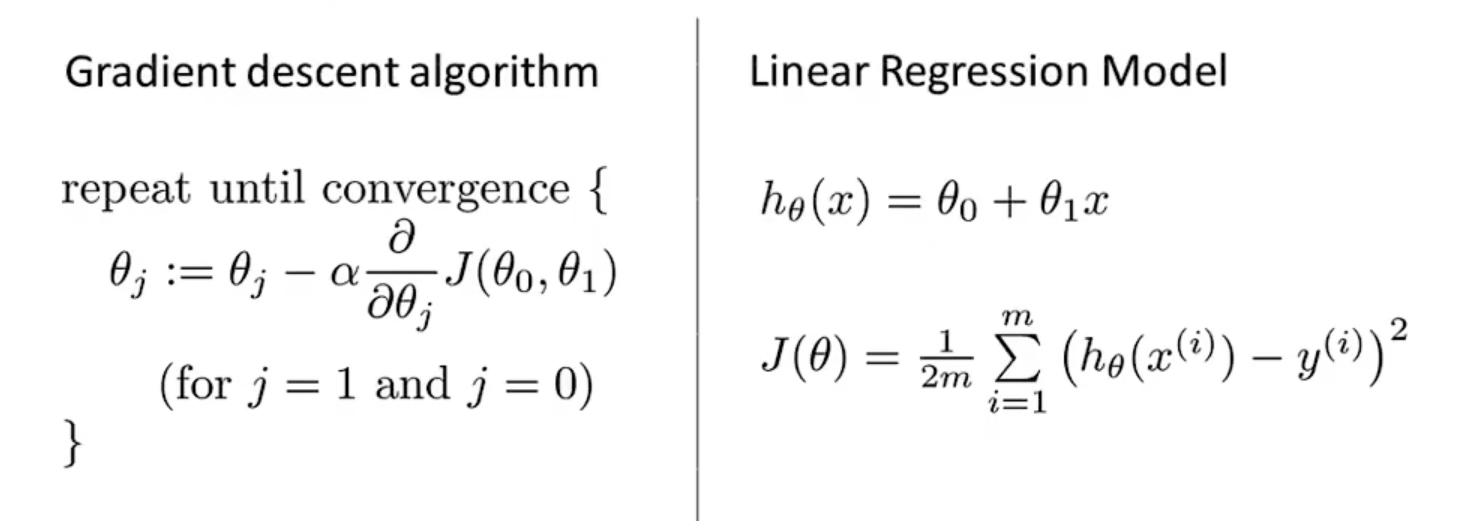 Gradient descent algorithm
repeat until convergence {
θ_j := θ_j − α ∂/∂θ_j J(θ_0, θ_1)
(for j = 1 and j = 0)
}
Linear Regression Model
h_θ(x) = θ_0 + θ_1x
J(θ) = 1/2m ∑_{i=1}^{m} (h_θ(x^{(i)}) − y^{(i)})^2